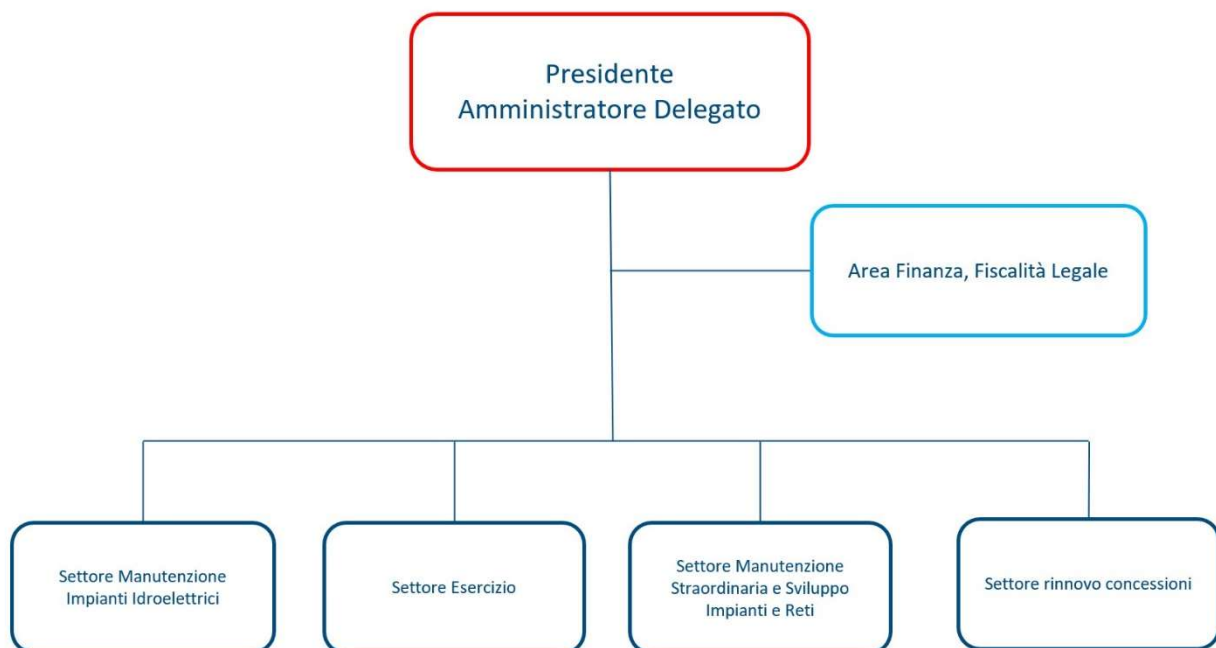 Presidente
Amministratore Delegato
Area Finanza, Fiscalità Legale
Settore Manutenzione
Impianti Idroelettrici
Settore Esercizio
Settore Manutenzione
Straordinaria e Sviluppo
Impianti e Reti
Settore rinnovo concessioni